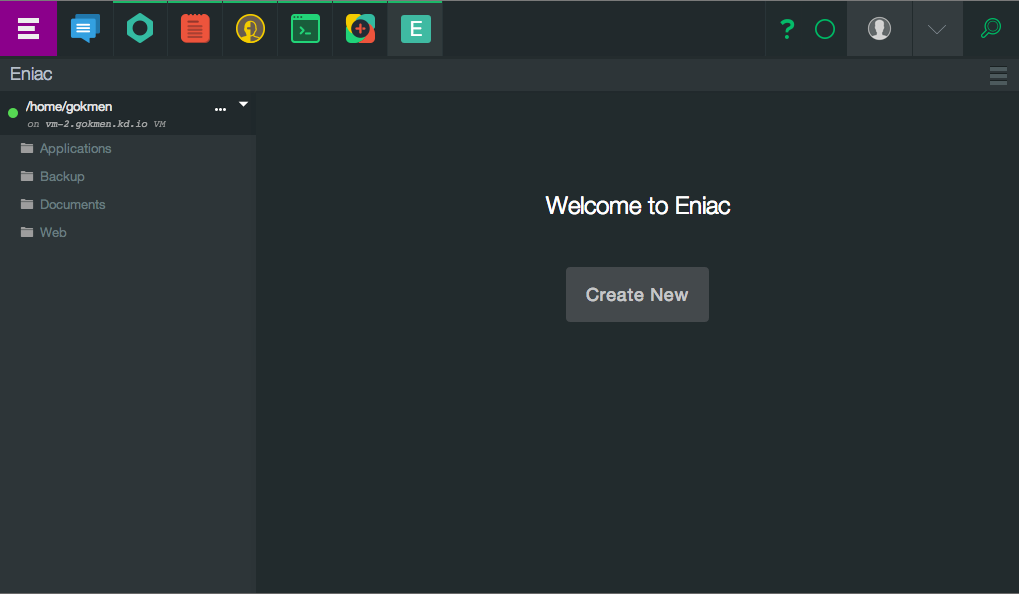 E
?
Eniac
/home/gokmen
on vm-2.gokmen.kd.io VM
Applications
Backup
Documents
Web
Welcome to Eniac
Create New